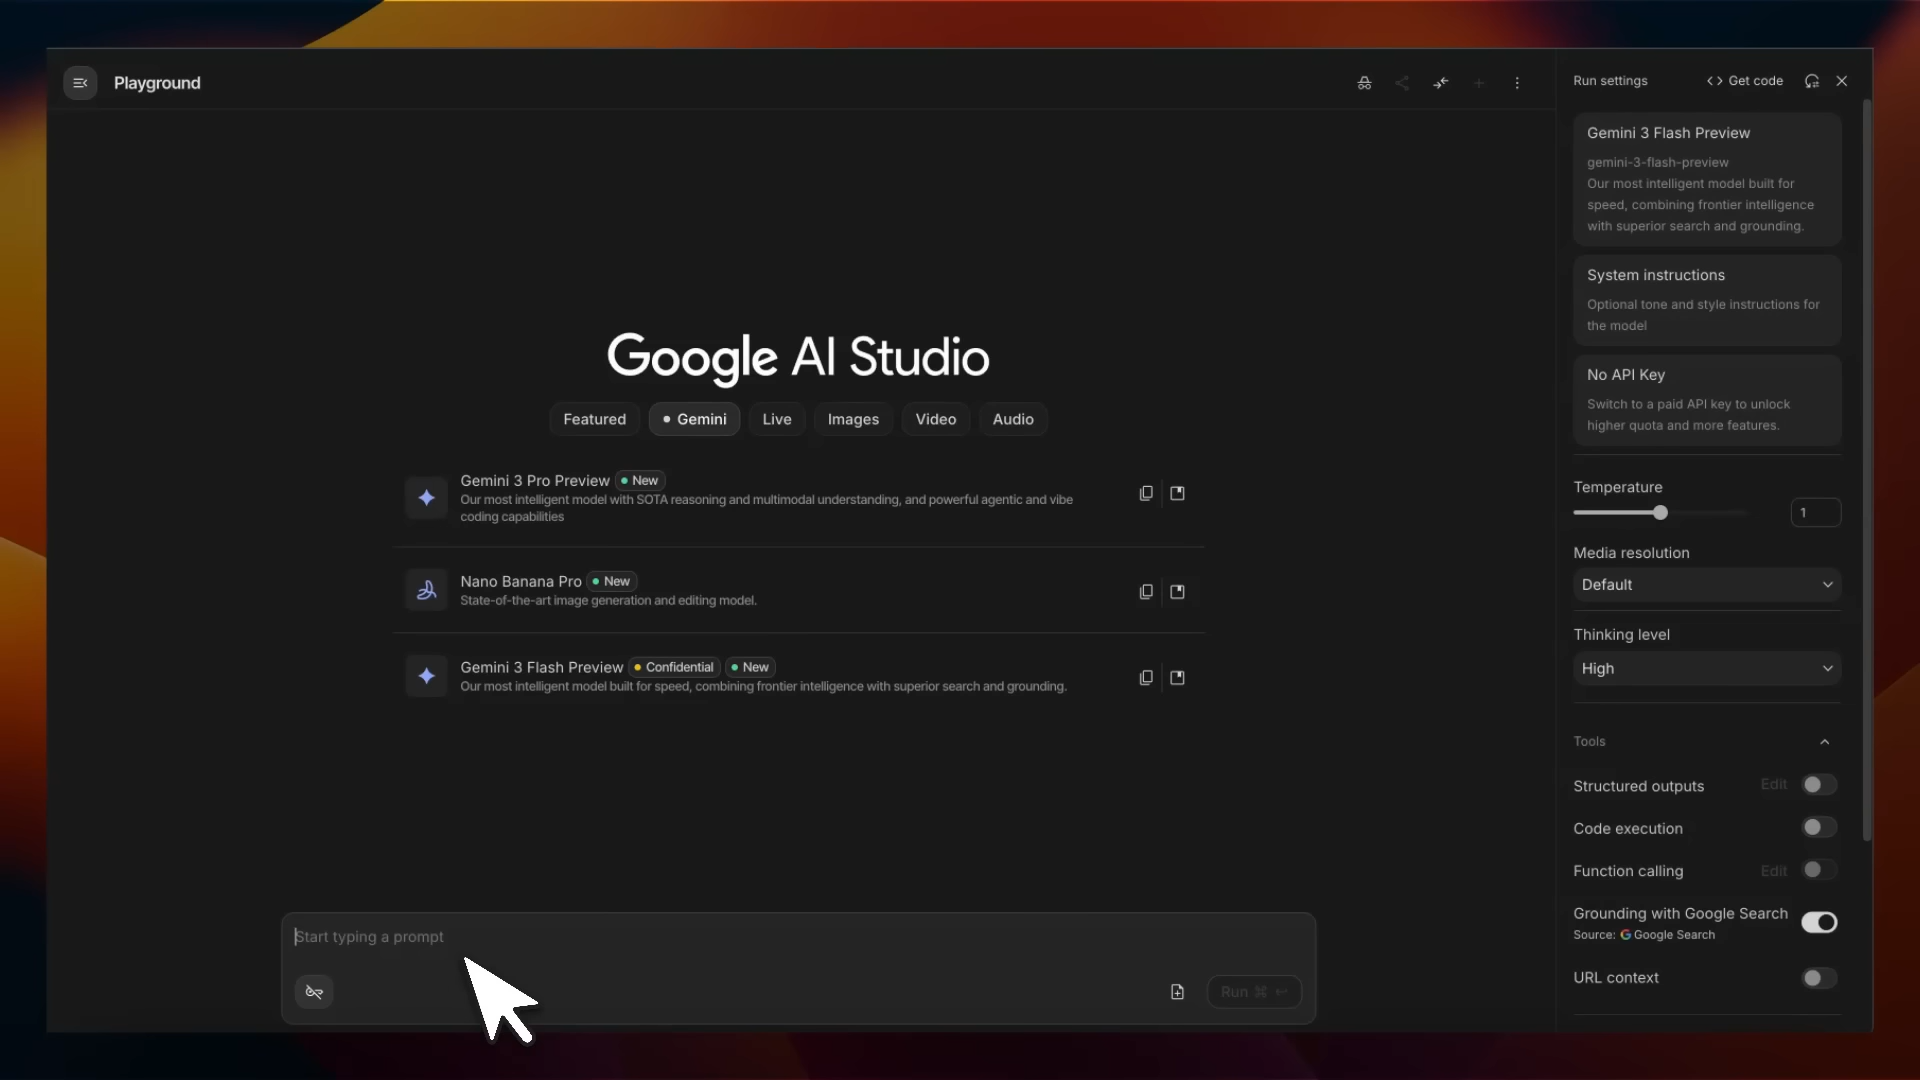 Playground
Google AI Studio
Featured
Gemini
Live
Images
Video
Audio
Gemini 3 Pro Preview
New
Our most intelligent model with SOTA reasoning and multimodal understanding, and powerful agentic and vibe
coding capabilities
Nano Banana Pro
New
State-of-the-art image generation and editing model.
Gemini 3 Flash Preview
Confidential
New
Our most intelligent model built for speed, combining frontier intelligence with superior search and grounding.
Start typing a prompt
Run ⌘ ↩
Run settings
<> Get code
Gemini 3 Flash Preview
gemini-3-flash-preview
Our most intelligent model built for
speed, combining frontier intelligence
with superior search and grounding.
System instructions
Optional tone and style instructions for
the model
No API Key
Switch to a paid API key to unlock
higher quota and more features.
Temperature
1
Media resolution
Default
Thinking level
High
Tools
Structured outputs
Edit
Code execution
Function calling
Edit
Grounding with Google Search
Source: G Google Search
URL context